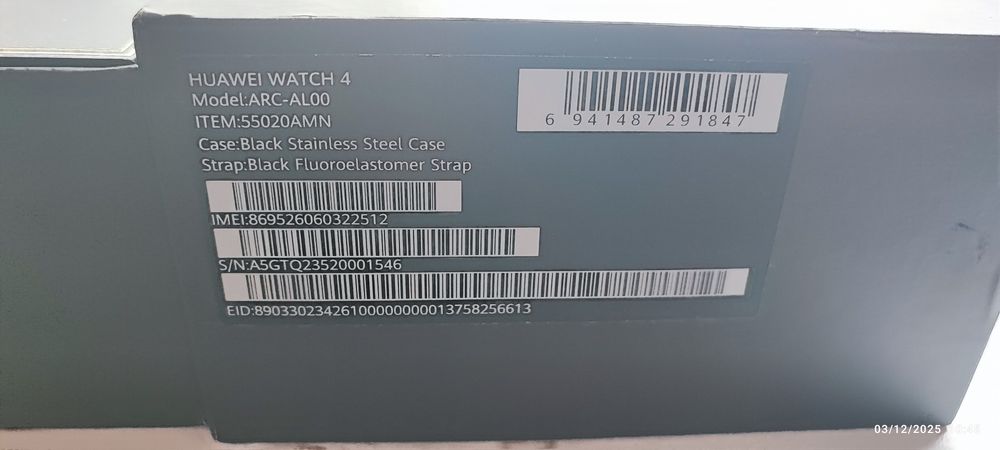 HUAWEI WATCH 4
Model:ARC-AL00
ITEM:55020AMN
Case:Black Stainless Steel Case
Strap:Black Fluoroelastomer Strap
6 941487 291847
IMEI:869526060322512
S/N:A5GTQ23520001546
EID:89033023426100000000013758256613
03/12/2025